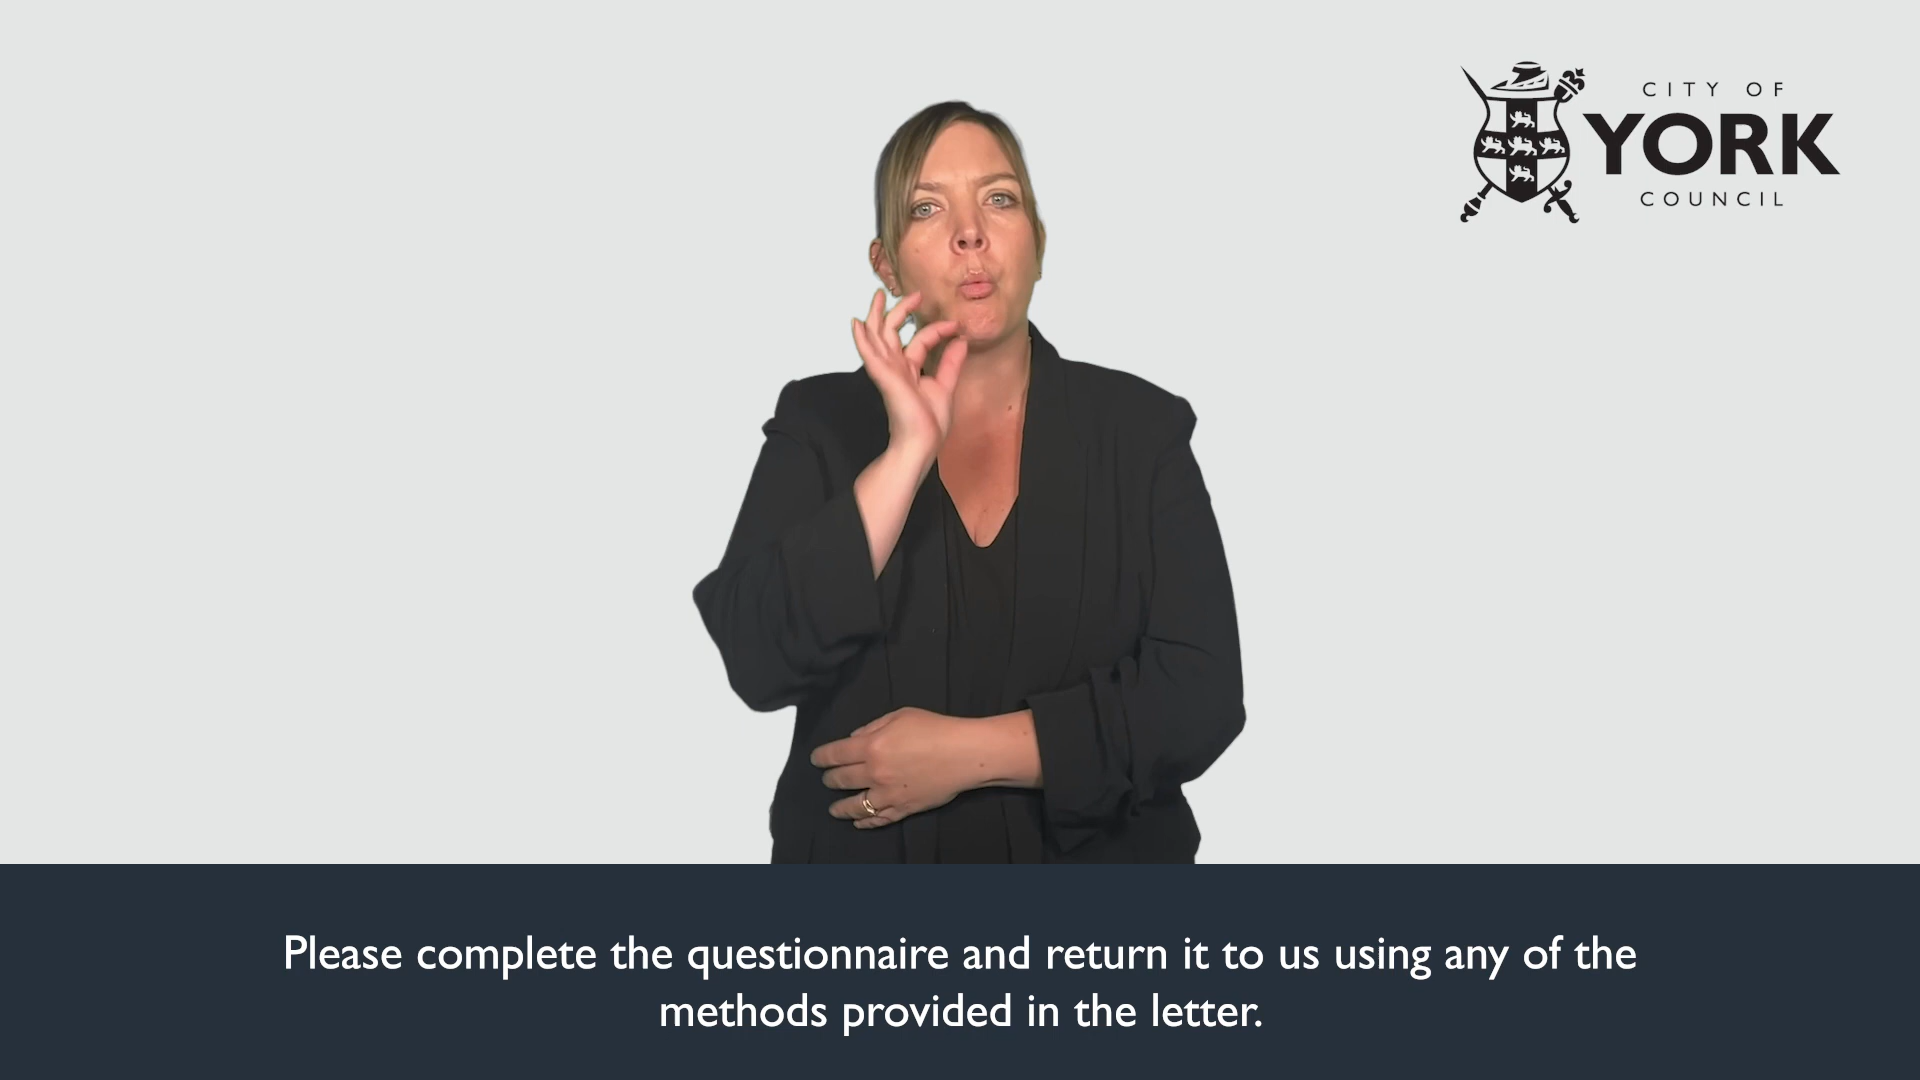 CITY OF
YORK
COUNCIL
Please complete the questionnaire and return it to us using any of the
methods provided in the letter.